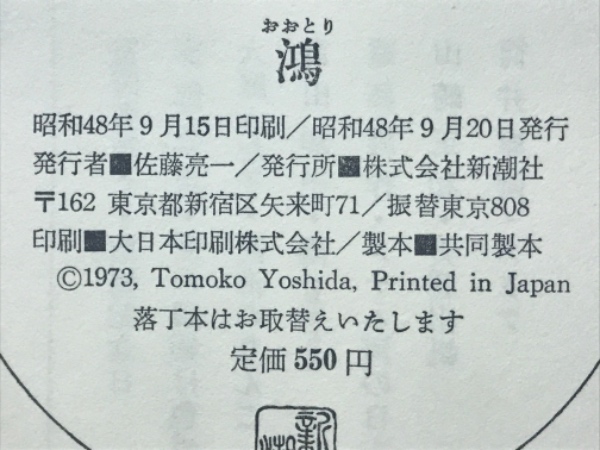 おおとり
鴻
昭和48年9月15日印刷／昭和48年9月20日発行
発行者■佐藤亮一／発行所■株式会社新潮社
〒162 東京都新宿区矢来町71／振替東京808
印刷■大日本印刷株式会社／製本■共同製本
©1973, Tomoko Yoshida, Printed in Japan
落丁本はお取替えいたします
定価550円